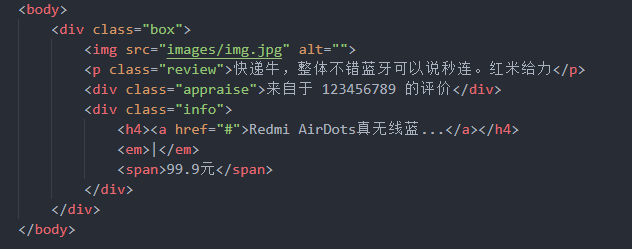 <body>
<div class="box">
<img src="images/img.jpg" alt="">
<p class="review">快递牛，整体不错蓝牙可以说秒连。红米给力</p>
<div class="appraise">来自于 123456789 的评价</div>
<div class="info">
<h4><a href="#">Redmi AirDots真无线蓝...</a></h4>
<em>|</em>
<span>99.9元</span>
</div>
</div>
</body>